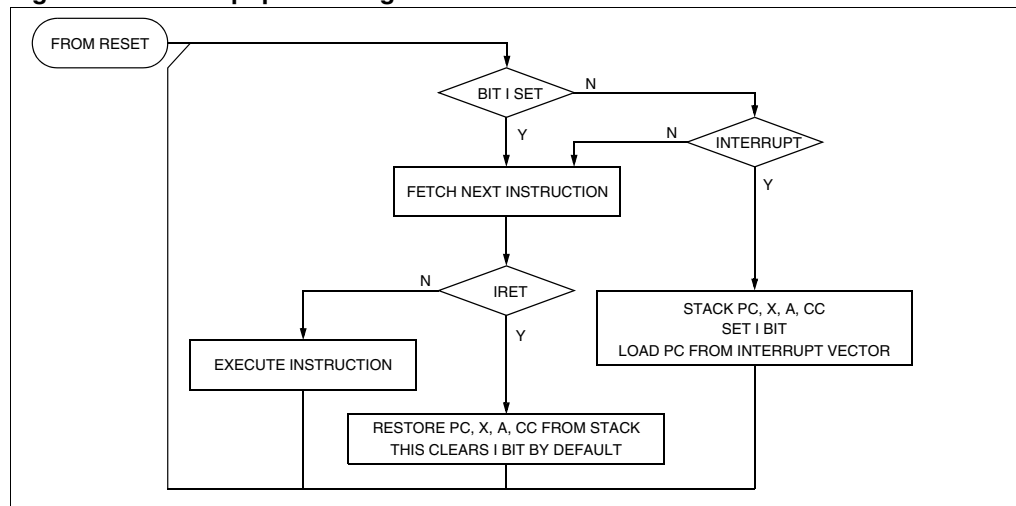 FROM RESET
BIT I SET
N
Y
N
INTERRUPT
Y
FETCH NEXT INSTRUCTION
N
IRET
Y
STACK PC, X, A, CC
SET I BIT
LOAD PC FROM INTERRUPT VECTOR
EXECUTE INSTRUCTION
RESTORE PC, X, A, CC FROM STACK
THIS CLEARS I BIT BY DEFAULT